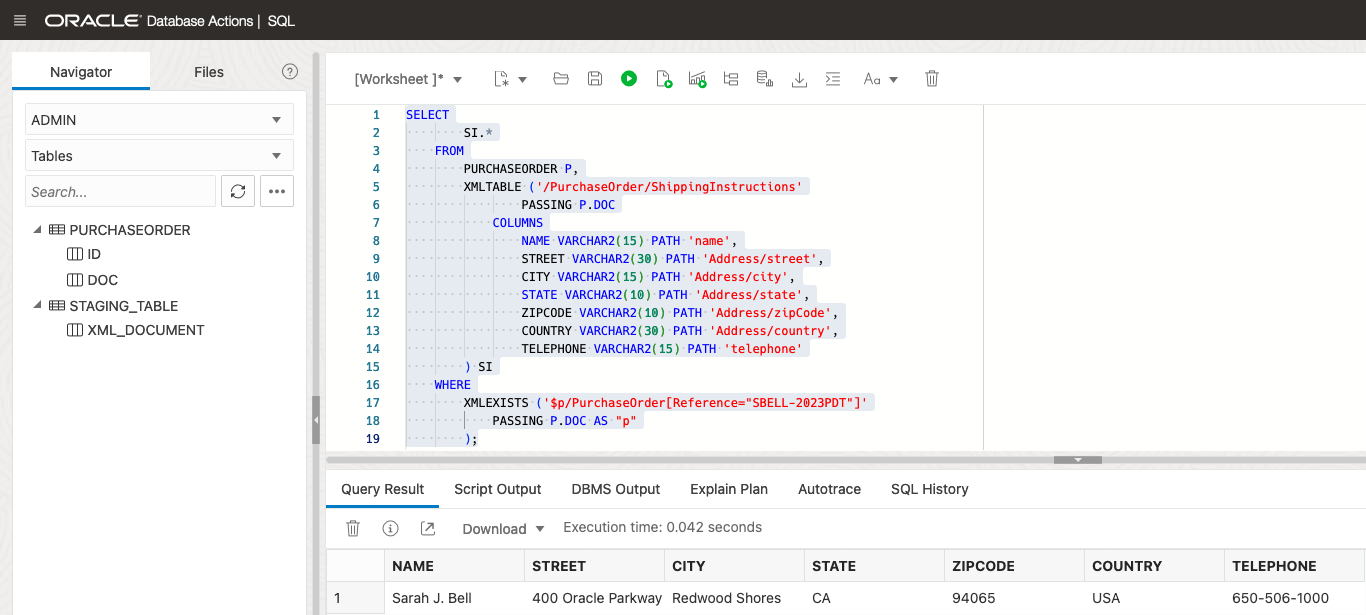 ORACLE Database Actions | SQL
Navigator
Files
?
ADMIN
Tables
Search...
PURCHASEORDER
ID
DOC
STAGING_TABLE
XML_DOCUMENT
[Worksheet ]*
Aa
1 SELECT
2 SI.*
3 FROM
4 PURCHASEORDER P,
5 XMLTABLE ('/PurchaseOrder/ShippingInstructions'
6 PASSING P.DOC
7 COLUMNS
8 NAME VARCHAR2(15) PATH 'name',
9 STREET VARCHAR2(30) PATH 'Address/street',
10 CITY VARCHAR2(15) PATH 'Address/city',
11 STATE VARCHAR2(10) PATH 'Address/state',
12 ZIPCODE VARCHAR2(10) PATH 'Address/zipCode',
13 COUNTRY VARCHAR2(30) PATH 'Address/country',
14 TELEPHONE VARCHAR2(15) PATH 'telephone'
15 ) SI
16 WHERE
17 XMLEXISTS ('$p/PurchaseOrder[Reference="SBELL-2023PDT"]'
18 PASSING P.DOC AS "p"
19 );
Query Result Script Output DBMS Output Explain Plan Autotrace SQL History
Download Execution time: 0.042 seconds
NAME STREET CITY STATE ZIPCODE COUNTRY TELEPHONE
1 Sarah J. Bell 400 Oracle Parkway Redwood Shores CA 94065 USA 650-506-1000